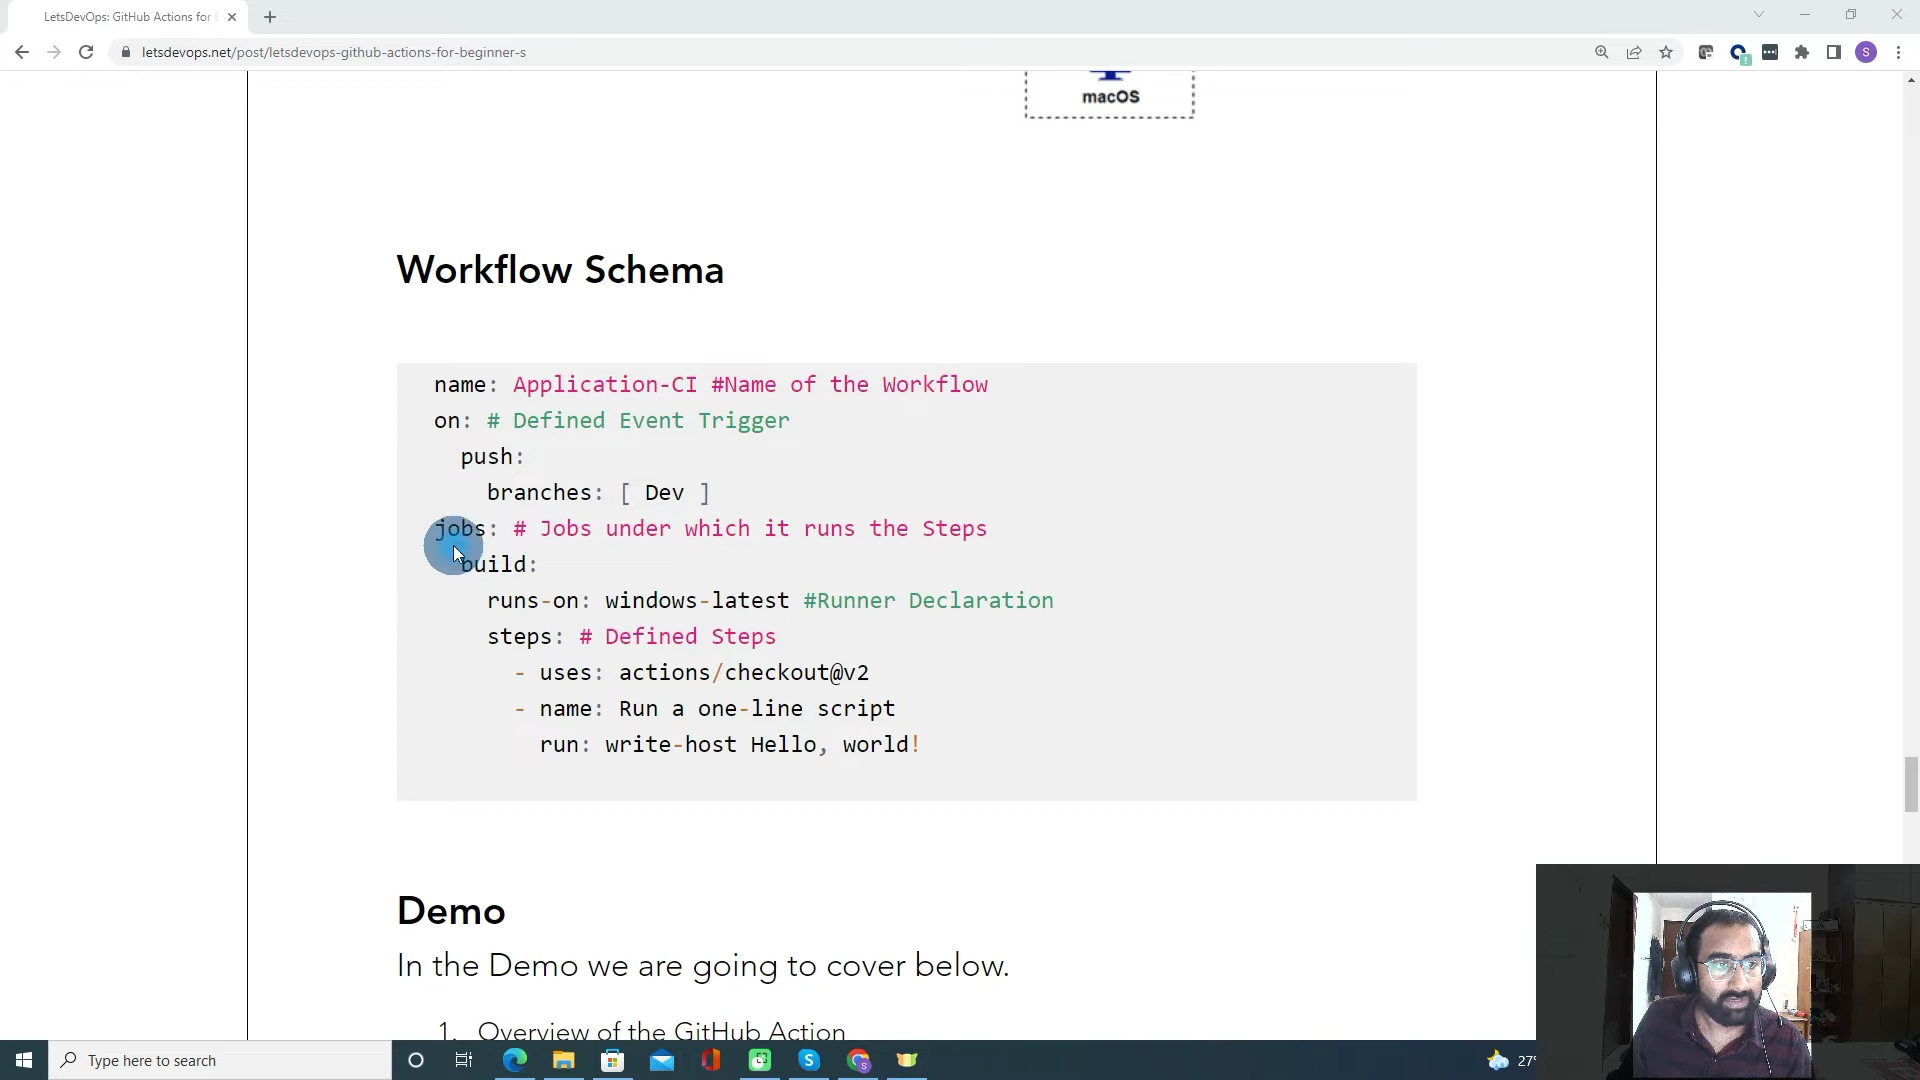 LetsDevOps: GitHub Actions for
letsdevops.net/post/letsdevops-github-actions-for-beginner-s
S
macOS
Workflow Schema
name: Application-CI #Name of the Workflow
on: # Defined Event Trigger
push:
branches: [ Dev ]
jobs: # Jobs under which it runs the Steps
build:
runs-on: windows-latest #Runner Declaration
steps: # Defined Steps
- uses: actions/checkout@v2
- name: Run a one-line script
run: write-host Hello, world!
Demo
In the Demo we are going to cover below.
1. Overview of the GitHub Action
Type here to search
27°